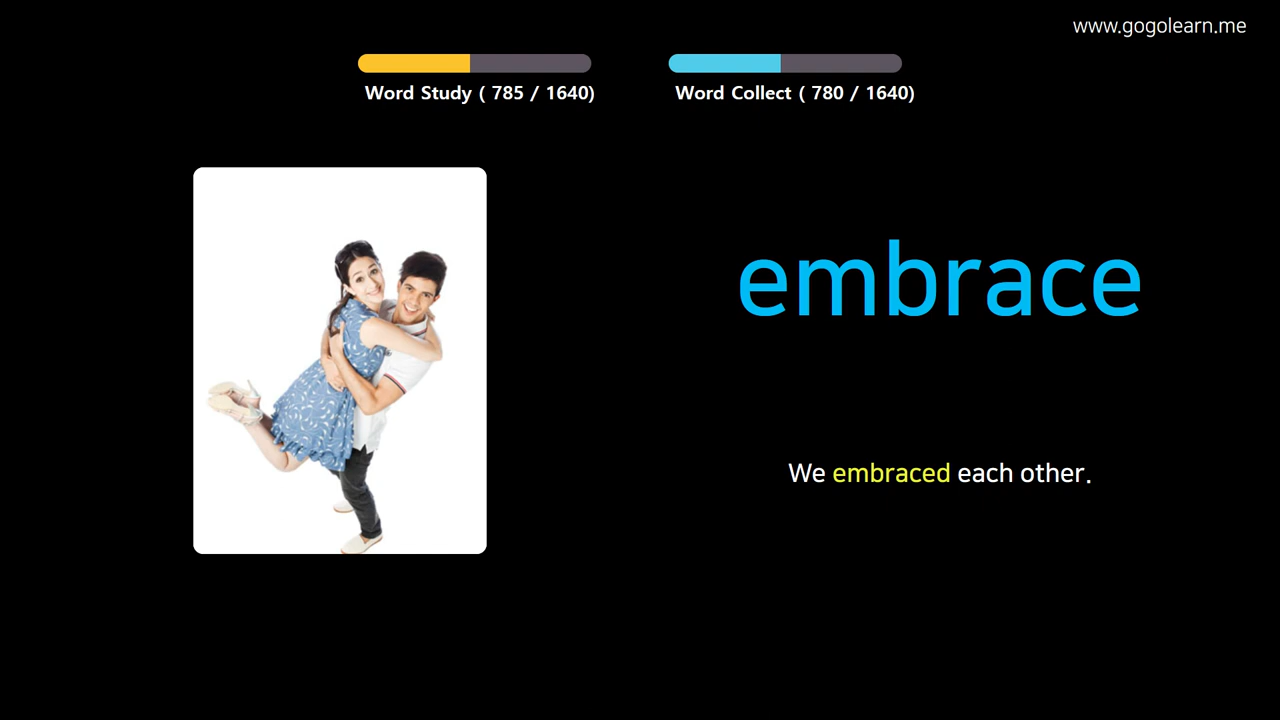 www.gogolearn.me
Word Study ( 785 / 1640)
Word Collect ( 780 / 1640)
embrace
We embraced each other.